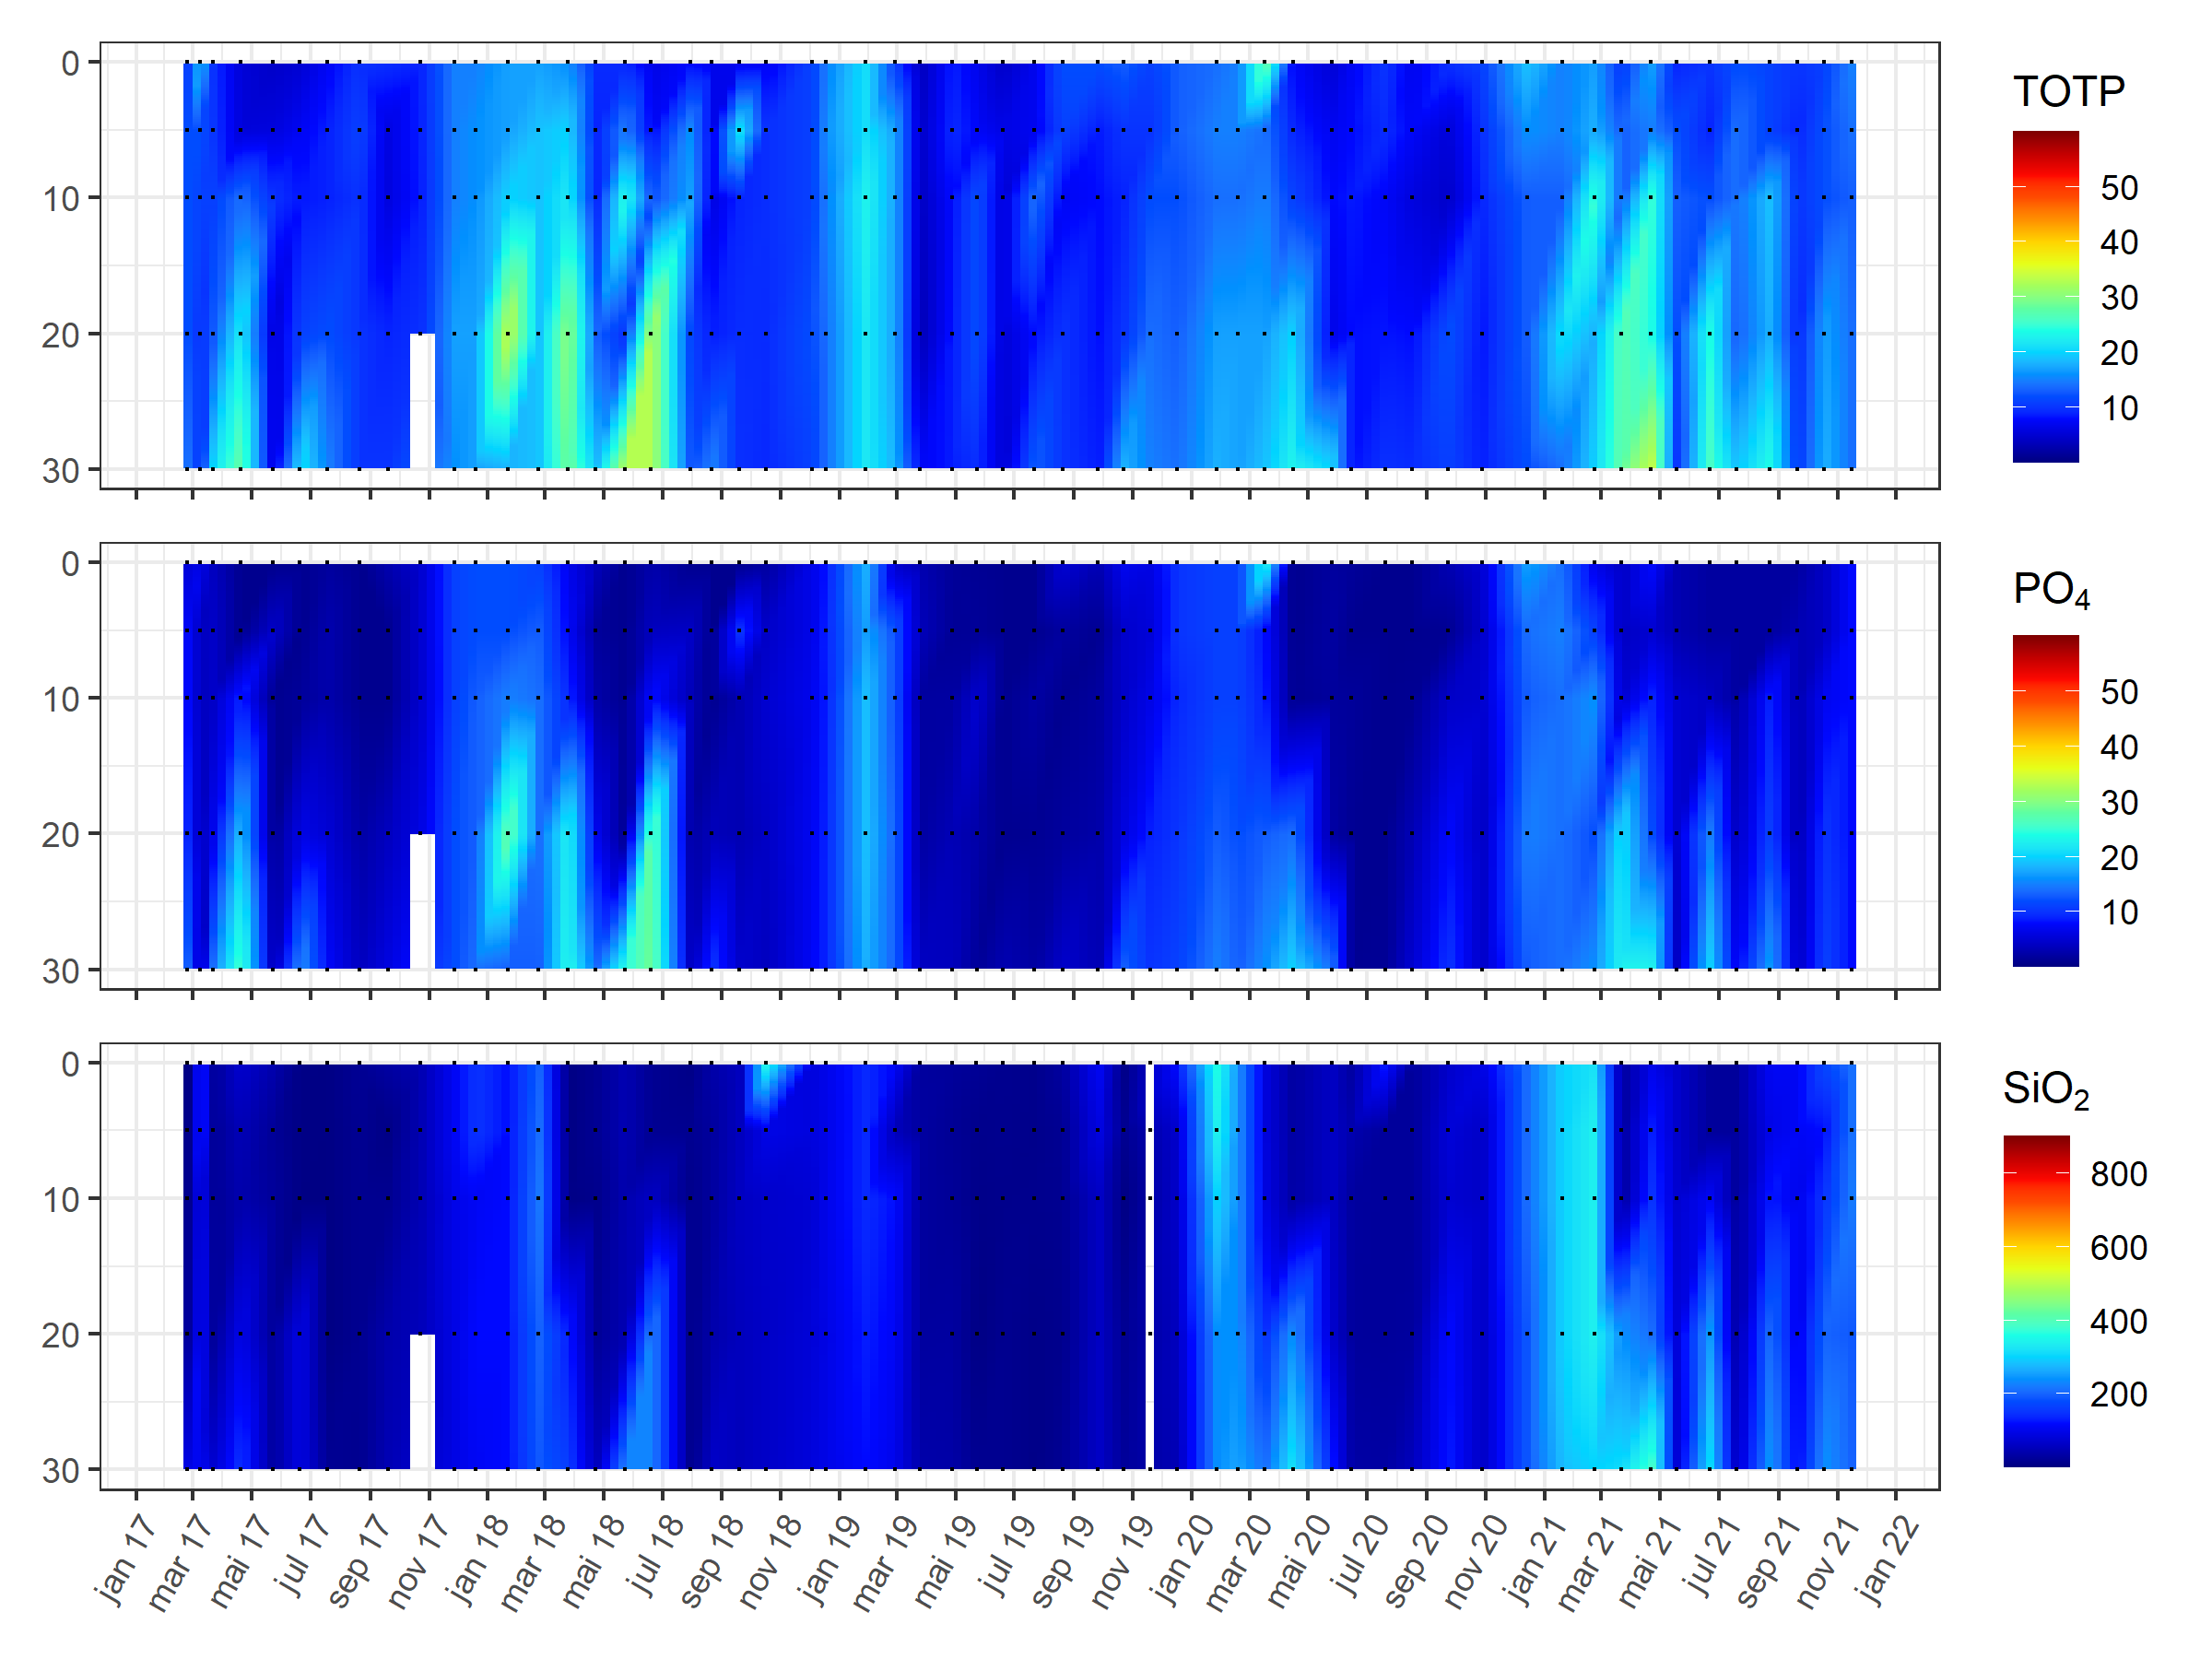 0
10
20
30
TOTP
50
40
30
20
10
0
10
20
30
PO₄
50
40
30
20
10
0
10
20
30
SiO₂
800
600
400
200
jan 17
mar 17
mai 17
jul 17
sep 17
nov 17
jan 18
mar 18
mai 18
jul 18
sep 18
nov 18
jan 19
mar 19
mai 19
jul 19
sep 19
nov 19
jan 20
mar 20
mai 20
jul 20
sep 20
nov 20
jan 21
mar 21
mai 21
jul 21
sep 21
nov 21
jan 22